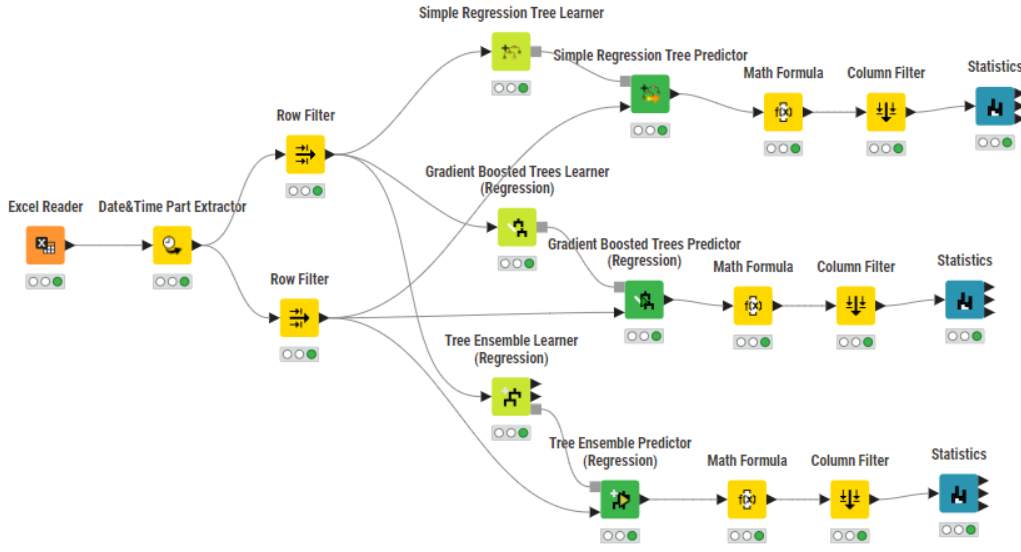 Simple Regression Tree Learner
Simple Regression Tree Predictor
Math Formula
Column Filter
Statistics
Row Filter
Gradient Boosted Trees Learner
(Regression)
Excel Reader
Date&Time Part Extractor
Gradient Boosted Trees Predictor
(Regression)
Math Formula
Column Filter
Statistics
Row Filter
Tree Ensemble Learner
(Regression)
Tree Ensemble Predictor
(Regression)
Math Formula
Column Filter
Statistics
f(x)
f(x)
f(x)
X